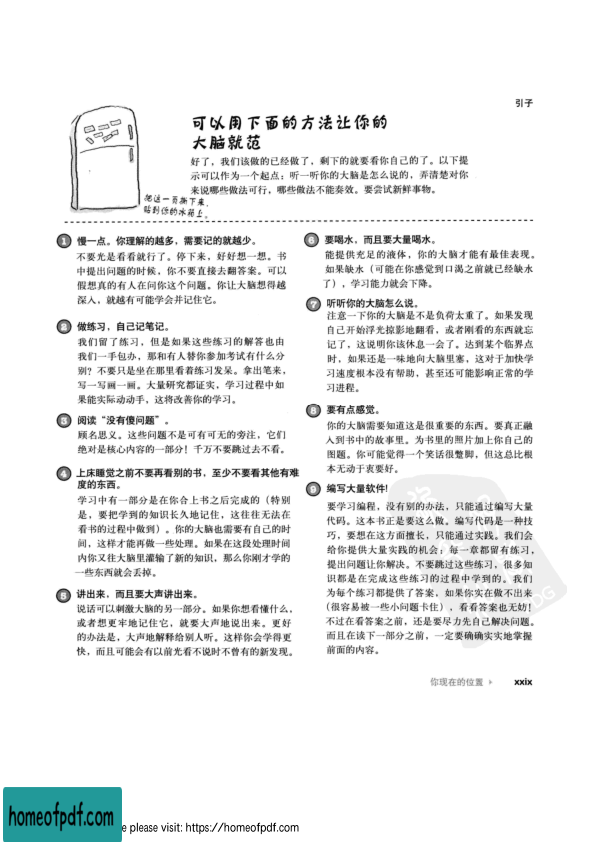 引子
可以用下面的方法让你的
大脑就范
好了，我们该做的已经做了，剩下的就要看你自己的了。以下提
示可以作为一个起点；听一听你的大脑是怎么说的，弄清楚对你
来说哪些做法可行，哪些做法不能奏效。要尝试新鲜事物。
把这一页撕下来，
贴到你的冰箱上。
1 慢一点。你理解的越多，需要记的就越少。
不要光是看看就行了。停下来，好好想一想。书
中提出问题的时候，你不要直接去翻答案。可以
假想真的有人在问你这个问题。你让大脑想得越
深入，就越有可能学会并记住它。
2 做练习，自己记笔记。
我们留了练习，但是如果这些练习的解答也由
我们一手包办，那和有人替你参加考试有什么分
别？不要只是坐在那里看着练习发呆。拿出笔来，
写一写画一画。大量研究都证实，学习过程中如
果能实际动动手，这将改善你的学习。
3 阅读“没有傻问题”。
顾名思义。这些问题不是可有可无的旁注，它们
绝对是核心内容的一部分！千万不要跳过去不看。
4 上床睡觉之前不要再看别的书，至少不要看其他有难
度的东西。
学习中有一部分是在你合上书之后完成的（特别
是，要把学到的知识长久地记住，这往往无法在
看书的过程中做到）。你的大脑也需要有自己的时
间，这样才能再做一些处理。如果在这段处理时间
内你又往大脑里灌输了新的知识，那么你刚才学的
一些东西就会丢掉。
5 讲出来，而且要大声讲出来。
说话可以刺激大脑的另一部分。如果你想看懂什么，
或者想更牢地记住它，就要大声地说出来。更好
的办法是，大声地解释给别人听。这样你会学得更
快，而且可能会有以前光看不说时不曾有的新发现。
6 要喝水，而且要大量喝水。
能提供充足的液体，你的大脑才能有最佳表现。
如果缺水（可能在你感觉到口渴之前就已经缺水
了），学习能力就会下降。
7 听听你的大脑怎么说。
注意一下你的大脑是不是负荷太重了。如果发现
自己开始浮光掠影地翻看，或者刚看的东西就忘
记了，这说明你该休息一会了。达到某个临界点
时，如果还是一味地向大脑里塞，这对于加快学
习速度根本没有帮助，甚至还可能影响正常的学
习进程。
8 要有点感觉。
你的大脑需要知道这是很重要的东西。要真正融
入到书中的故事里。为书里的照片加上你自己的
图题。你可能觉得一个笑话很蹩脚，但这总比根
本无动于衷要好。
9 编写大量软件！
要学习编程，没有别的办法，只能通过编写大量
代码。这本书正是要这么做。编写代码是一种技
巧，要想在这方面擅长，只能通过实践。我们会
给你提供大量实践的机会：每一章都留有练习，
提出问题让你解决。不要跳过这些练习，很多知
识都是在完成这些练习的过程中学到的。我们
为每个练习都提供了答案，如果你实在做不出来
（很容易被一些小问题卡住），看看答案也无妨！
不过在看答案之前，还是要尽力先自己解决问题。
而且在读下一部分之前，一定要确确实实地掌握
前面的内容。
你现在的位置 ▸ xxix
homeofpdf.com
e please visit: https://homeofpdf.com